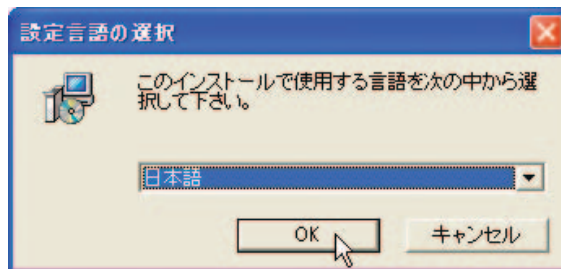 設定言語の選択
このインストールで使用する言語を次の中から選
択して下さい。
日本語
OK
キャンセル